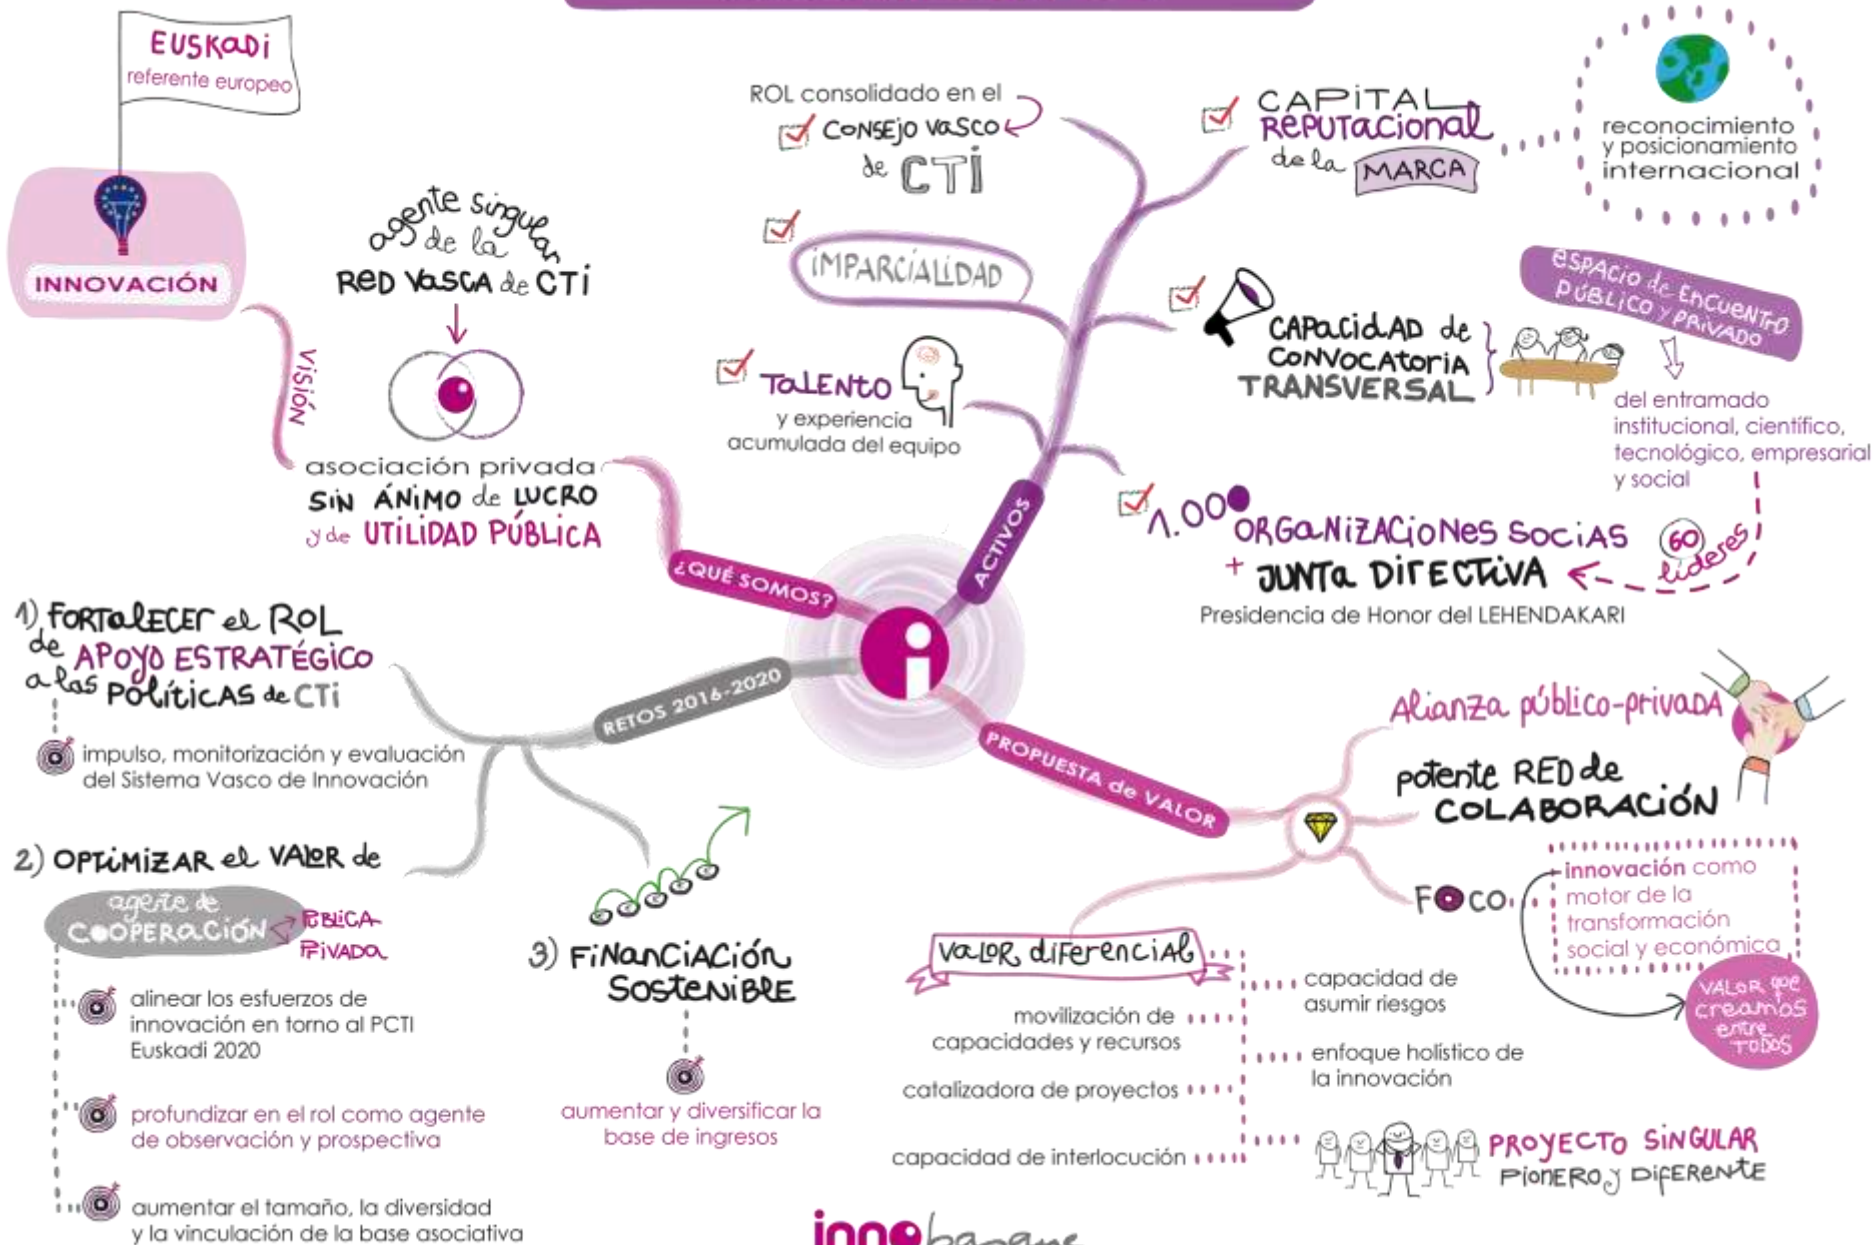 EUSKADI
referente europeo
INNOVACIÓN
VISIÓN
agente singular
de la
RED VASCA de CTI
asociación privada
SIN ÁNIMO de LUCRO
y de UTILIDAD PÚBLICA
¿QUÉ SOMOS?
ROL consolidado en el
CONSEJO VASCO
de CTI
IMPARCIALIDAD
TALENTO
y experiencia
acumulada del equipo
ACTIVOS
CAPITAL
REPUTACIONAL
de la MARCA
reconocimiento
y posicionamiento
internacional
CAPACIDAD de
CONVOCATORIA
TRANSVERSAL
ESPACIO de ENCUENTRO
PÚBLICO y PRIVADO
del entramado
institucional, científico,
tecnológico, empresarial
y social
1.000 ORGANIZACIONES SOCIAS
+ JUNTA DIRECTIVA
60
líderes
Presidencia de Honor del LEHENDAKARI
i
RETOS 2016-2020
1) FORTALECER el ROL
de APOYO ESTRATÉGICO
a las POLÍTICAS de CTI
impulso, monitorización y evaluación
del Sistema Vasco de Innovación
2) OPTIMIZAR el VALOR de
agente de
COOPERACIÓN
PÚBLICA
PRIVADA
alinear los esfuerzos de
innovación en torno al PCTI
Euskadi 2020
profundizar en el rol como agente
de observación y prospectiva
aumentar el tamaño, la diversidad
y la vinculación de la base asociativa
3) FINANCIACIÓN
SOSTENIBLE
aumentar y diversificar la
base de ingresos
PROPUESTA de VALOR
Alianza público-privada
potente RED de
COLABORACIÓN
FOCO
innovación como
motor de la
transformación
social y económica
VALOR que
creamos
entre
TODOS
VALOR diferencial
movilización de
capacidades y recursos
catalizadora de proyectos
capacidad de interlocución
capacidad de
asumir riesgos
enfoque holístico de
la innovación
PROYECTO SINGULAR
PIONERO y DIFERENTE
innobasque